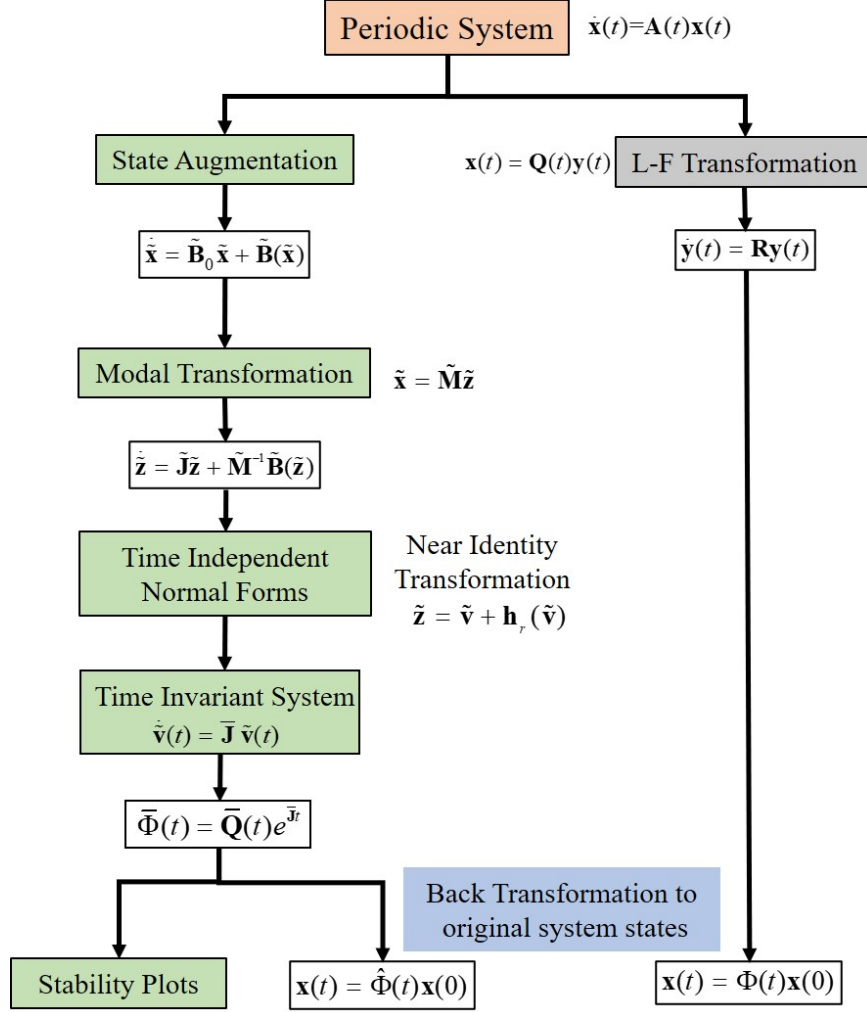 Periodic System
ẋ(t)=A(t)x(t)
State Augmentation
x(t) = Q(t)y(t)
L-F Transformation
x̃̇ = B̃₀x̃ + B̃(x̃)
ẏ(t) = Ry(t)
Modal Transformation
x̃ = M̃z̃
z̃̇ = J̃z̃ + M̃⁻¹B̃(z̃)
Time Independent
Normal Forms
Near Identity
Transformation
z̃ = ṽ + hᵣ(ṽ)
Time Invariant System
ṽ̇(t) = J̅ ṽ(t)
Φ̅(t) = Q̅(t)e^{J̅t}
Back Transformation to
original system states
Stability Plots
x(t) = Φ̂(t)x(0)
x(t) = Φ(t)x(0)